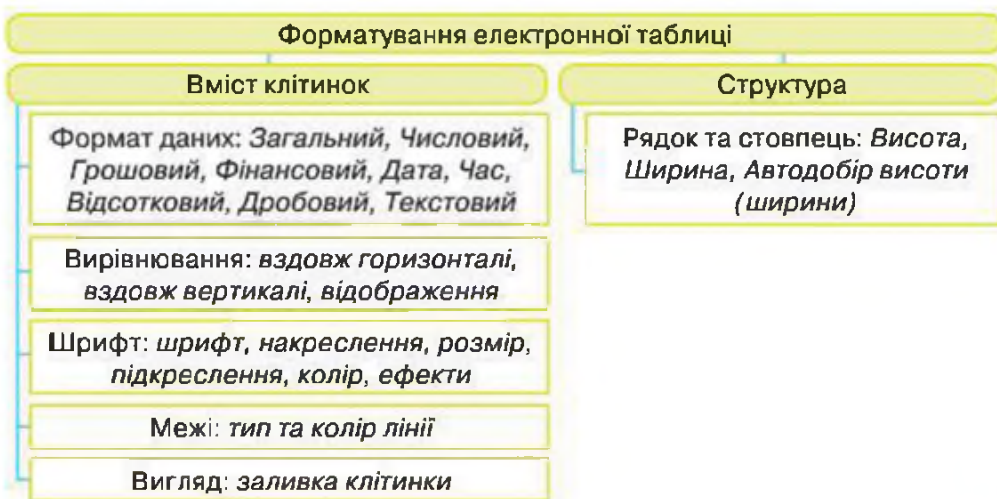 Форматування електронної таблиці
Вміст клітинок
Формат даних: Загальний, Числовий,
Грошовий, Фінансовий, Дата, Час,
Відсотковий, Дробовий, Текстовий
Вирівнювання: вздовж горизонталі,
вздовж вертикалі, відображення
Шрифт: шрифт, накреслення, розмір,
підкреслення, колір, ефекти
Межі: тип та колір лінії
Вигляд: заливка клітинки
Структура
Рядок та стовпець: Висота,
Ширина, Автодобір висоти
(ширини)